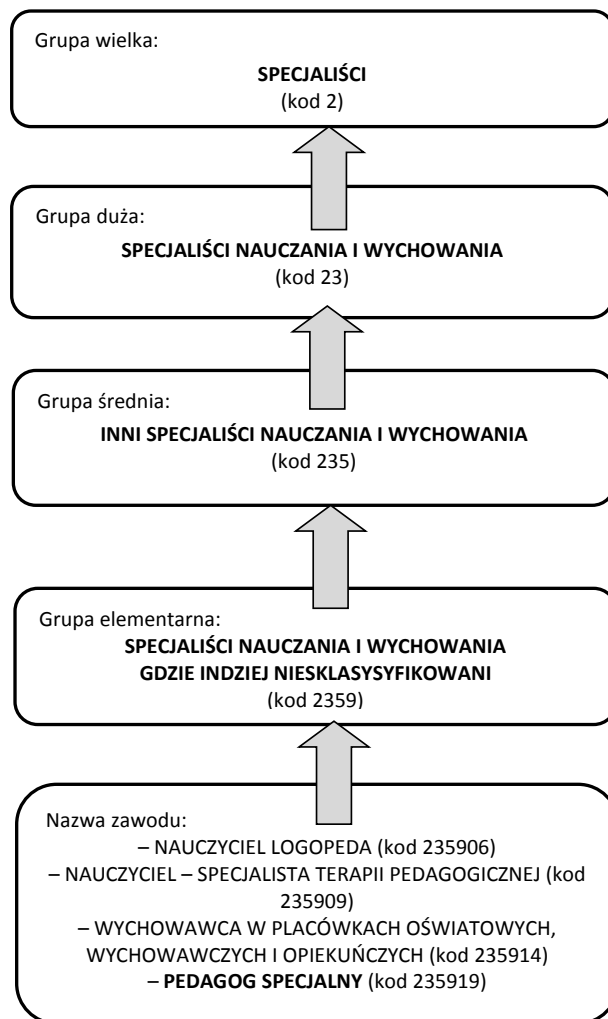 Grupa wielka:
SPECJALIŚCI
(kod 2)
Grupa duża:
SPECJALIŚCI NAUCZANIA I WYCHOWANIA
(kod 23)
Grupa średnia:
INNI SPECJALIŚCI NAUCZANIA I WYCHOWANIA
(kod 235)
Grupa elementarna:
SPECJALIŚCI NAUCZANIA I WYCHOWANIA
GDZIE INDZIEJ NIESKLASYSYFIKOWANI
(kod 2359)
Nazwa zawodu:
– NAUCZYCIEL LOGOPEDA (kod 235906)
– NAUCZYCIEL – SPECJALISTA TERAPII PEDAGOGICZNEJ (kod
235909)
– WYCHOWAWCA W PLACÓWKACH OŚWIATOWYCH,
WYCHOWAWCZYCH I OPIEKUŃCZYCH (kod 235914)
– PEDAGOG SPECJALNY (kod 235919)